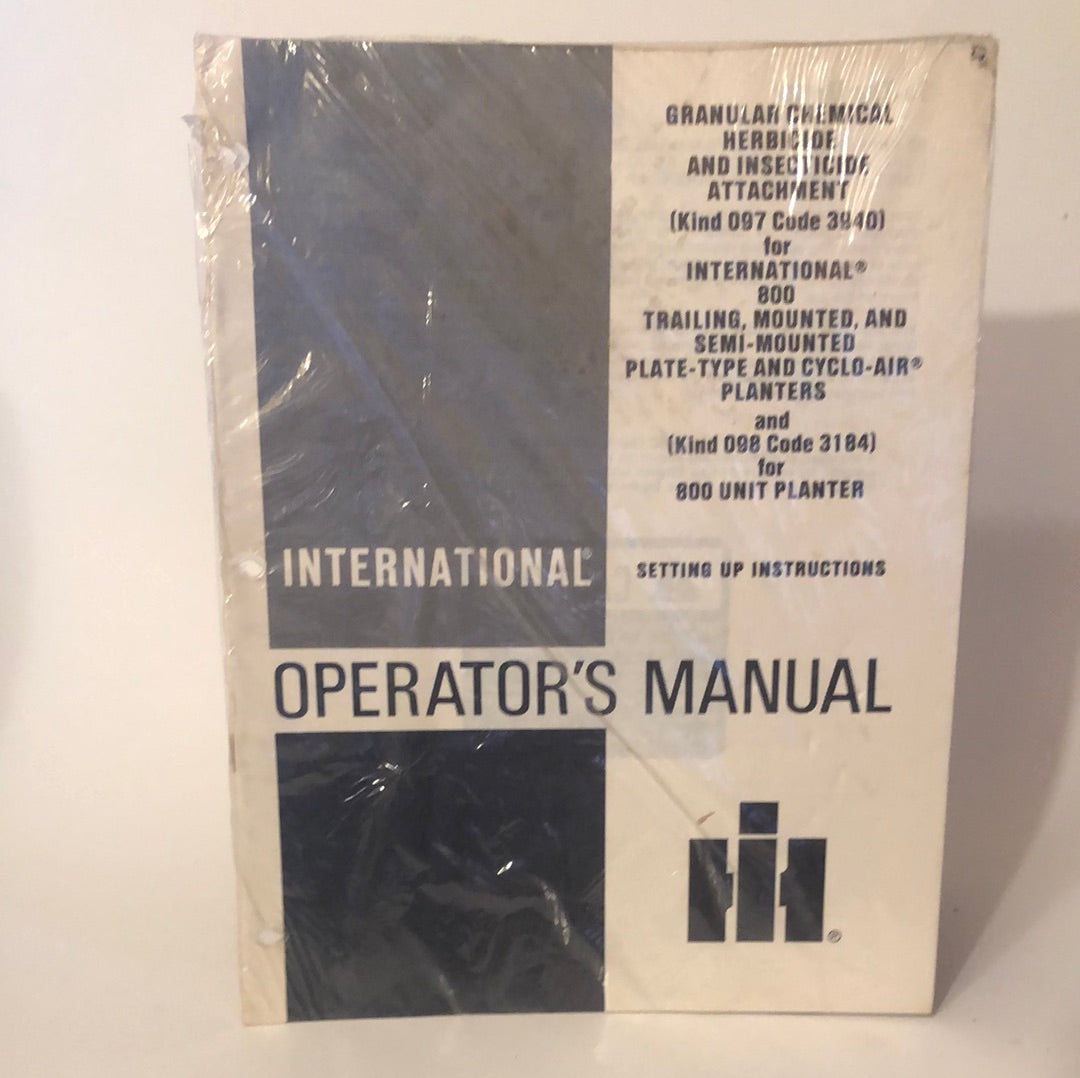 GRANULAR CHEMICAL
HERBICIDE
AND INSECTICIDE
ATTACHMENT
(Kind 097 Code 3940)
for
INTERNATIONAL®
800
TRAILING, MOUNTED, AND
SEMI-MOUNTED
PLATE-TYPE AND CYCLO-AIR®
PLANTERS
and
(Kind 098 Code 3184)
for
800 UNIT PLANTER
INTERNATIONAL®
SETTING UP INSTRUCTIONS
OPERATOR'S MANUAL
IH®